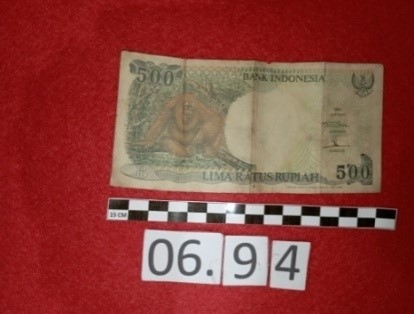 500 BANK INDONESIA
LIMA RATUS RUPIAH 500
15 CM
06.94